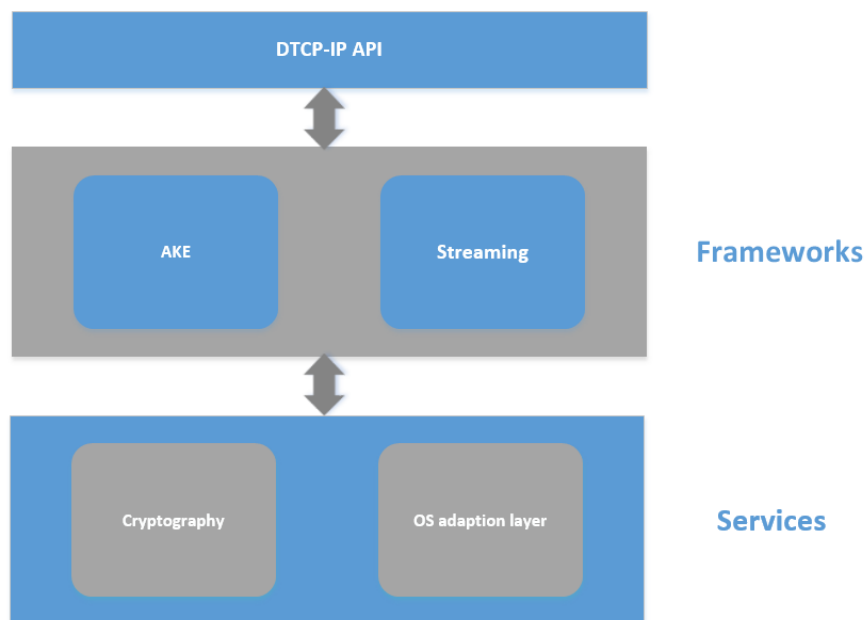 DTCP-IP API
AKE
Streaming
Frameworks
Cryptography
OS adaption layer
Services